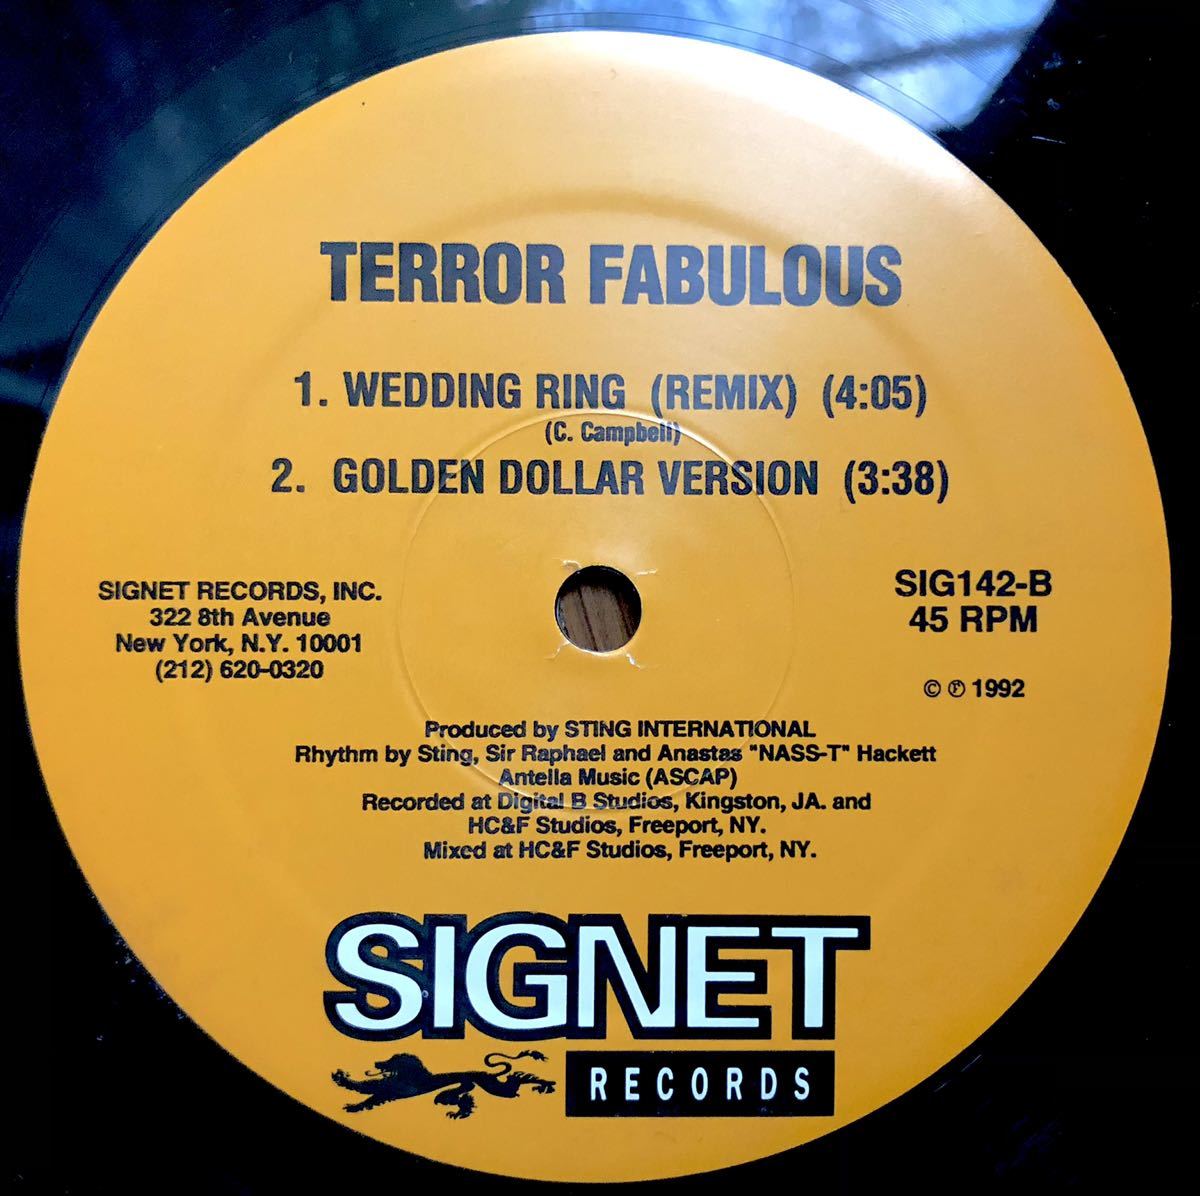 TERROR FABULOUS
1. WEDDING RING (REMIX) (4:05)
(C. Campbell)
2. GOLDEN DOLLAR VERSION (3:38)
SIGNET RECORDS, INC.
322 8th Avenue
New York, N.Y. 10001
(212) 620-0320
SIG142-B
45 RPM
© ℗ 1992
Produced by STING INTERNATIONAL
Rhythm by Sting, Sir Raphael and Anastas "NASS-T" Hackett
Antella Music (ASCAP)
Recorded at Digital B Studios, Kingston, JA. and
HC&F Studios, Freeport, NY.
Mixed at HC&F Studios, Freeport, NY.
SIGNET
RECORDS